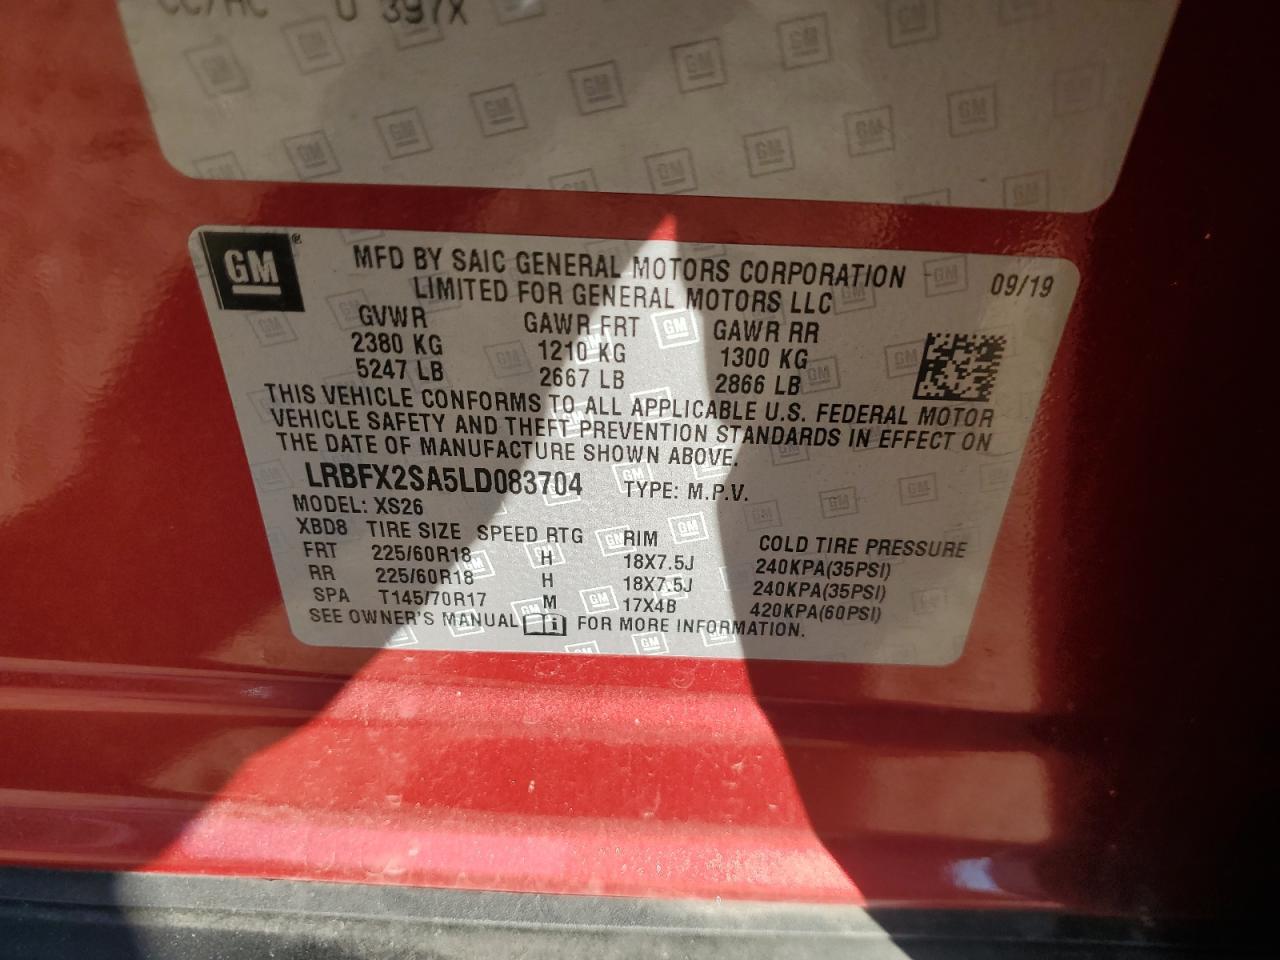 U 397X
GM
MFD BY SAIC GENERAL MOTORS CORPORATION 09/19
LIMITED FOR GENERAL MOTORS LLC
GVWR GAWR FRT GAWR RR
2380 KG 1210 KG 1300 KG
5247 LB 2667 LB 2866 LB
THIS VEHICLE CONFORMS TO ALL APPLICABLE U.S. FEDERAL MOTOR
VEHICLE SAFETY AND THEFT PREVENTION STANDARDS IN EFFECT ON
THE DATE OF MANUFACTURE SHOWN ABOVE.
LRBFX2SA5LD083704 TYPE: M.P.V.
MODEL: XS26
XBD8 TIRE SIZE SPEED RTG RIM COLD TIRE PRESSURE
FRT 225/60R18 H 18X7.5J 240KPA(35PSI)
RR 225/60R18 H 18X7.5J 240KPA(35PSI)
SPA T145/70R17 M 17X4B 420KPA(60PSI)
SEE OWNER'S MANUAL FOR MORE INFORMATION.